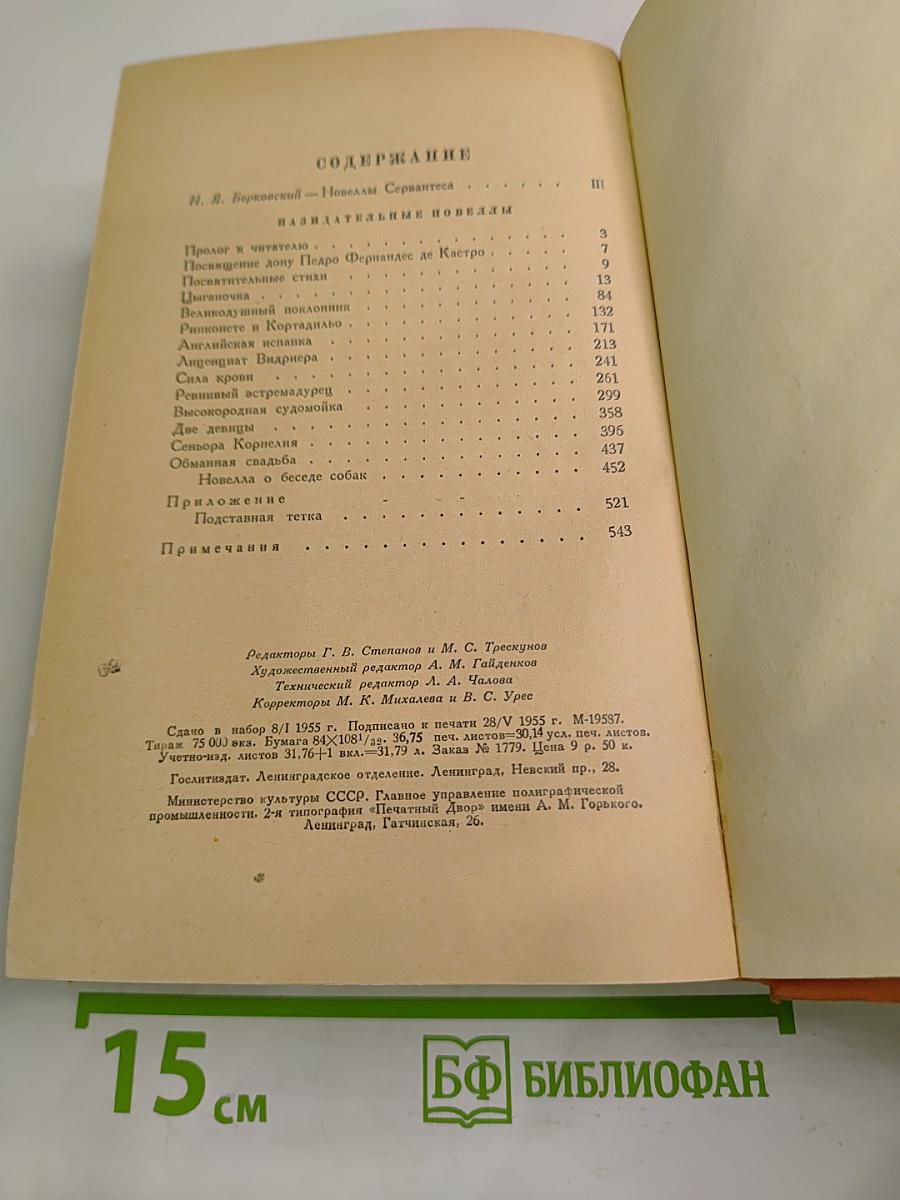 СОДЕРЖАНИЕ
Н. Я. Берковский — Новеллы Сервантеса . . . . . . III
НАЗИДАТЕЛЬНЫЕ НОВЕЛЛЫ
Пролог к читателю . . . . . . . . . . . . . 3
Посвящение дону Педро Фернандес де Кастро . . . . . 7
Посвятительные стихи . . . . . . . . . . . . 9
Цыганочка . . . . . . . . . . . . . . . . 13
Великодушный поклонник . . . . . . . . . . . 84
Ринконете и Кортадильо . . . . . . . . . . . 132
Английская испанка . . . . . . . . . . . . . 171
Лиценциат Видриера . . . . . . . . . . . . . 213
Сила крови . . . . . . . . . . . . . . . . 241
Ревнивый эстремадурец . . . . . . . . . . . . 261
Высокородная судомойка . . . . . . . . . . . 299
Две девицы . . . . . . . . . . . . . . . . 358
Сеньора Корнелия . . . . . . . . . . . . . . 396
Обманная свадьба . . . . . . . . . . . . . . 437
Новелла о беседе собак . . . . . . . . . . . 452
Приложение
Подставная тетка . . . . . . . . . . . . . 521
Примечания . . . . . . . . . . . . . . . 543
Редакторы Г. В. Степанов и М. С. Трескунов
Художественный редактор А. М. Гайденков
Технический редактор Л. А. Чалова
Корректоры М. К. Михалева и В. С. Урес
Сдано в набор 8/I 1955 г. Подписано к печати 28/V 1955 г. М-19587.
Тираж 75 000 экз. Бумага 84×108¹/₃₂. 36,75 печ. листов=30,14 усл. печ. листов.
Учетно-изд. листов 31,76+1 вкл.=31,79 л. Заказ № 1779. Цена 9 р. 50 к.
Гослитиздат. Ленинградское отделение. Ленинград, Невский пр., 28.
Министерство культуры СССР. Главное управление полиграфической
промышленности. 2-я типография «Печатный Двор» имени А. М. Горького.
Ленинград, Гатчинская, 26.
15 см
БФ БИБЛИОФАН